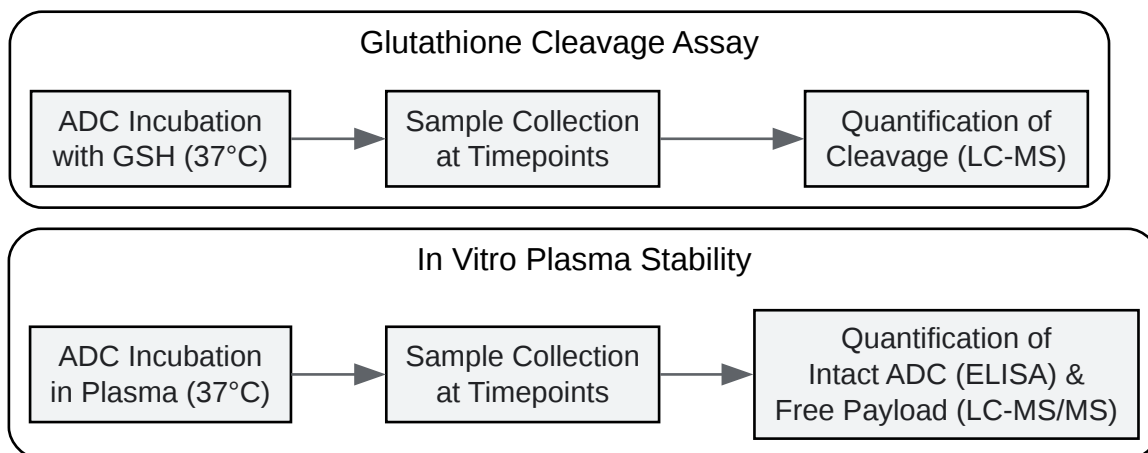 Glutathione Cleavage Assay
ADC Incubation
with GSH (37°C)
Sample Collection
at Timepoints
Quantification of
Cleavage (LC-MS)
In Vitro Plasma Stability
ADC Incubation
in Plasma (37°C)
Sample Collection
at Timepoints
Quantification of
Intact ADC (ELISA) &
Free Payload (LC-MS/MS)